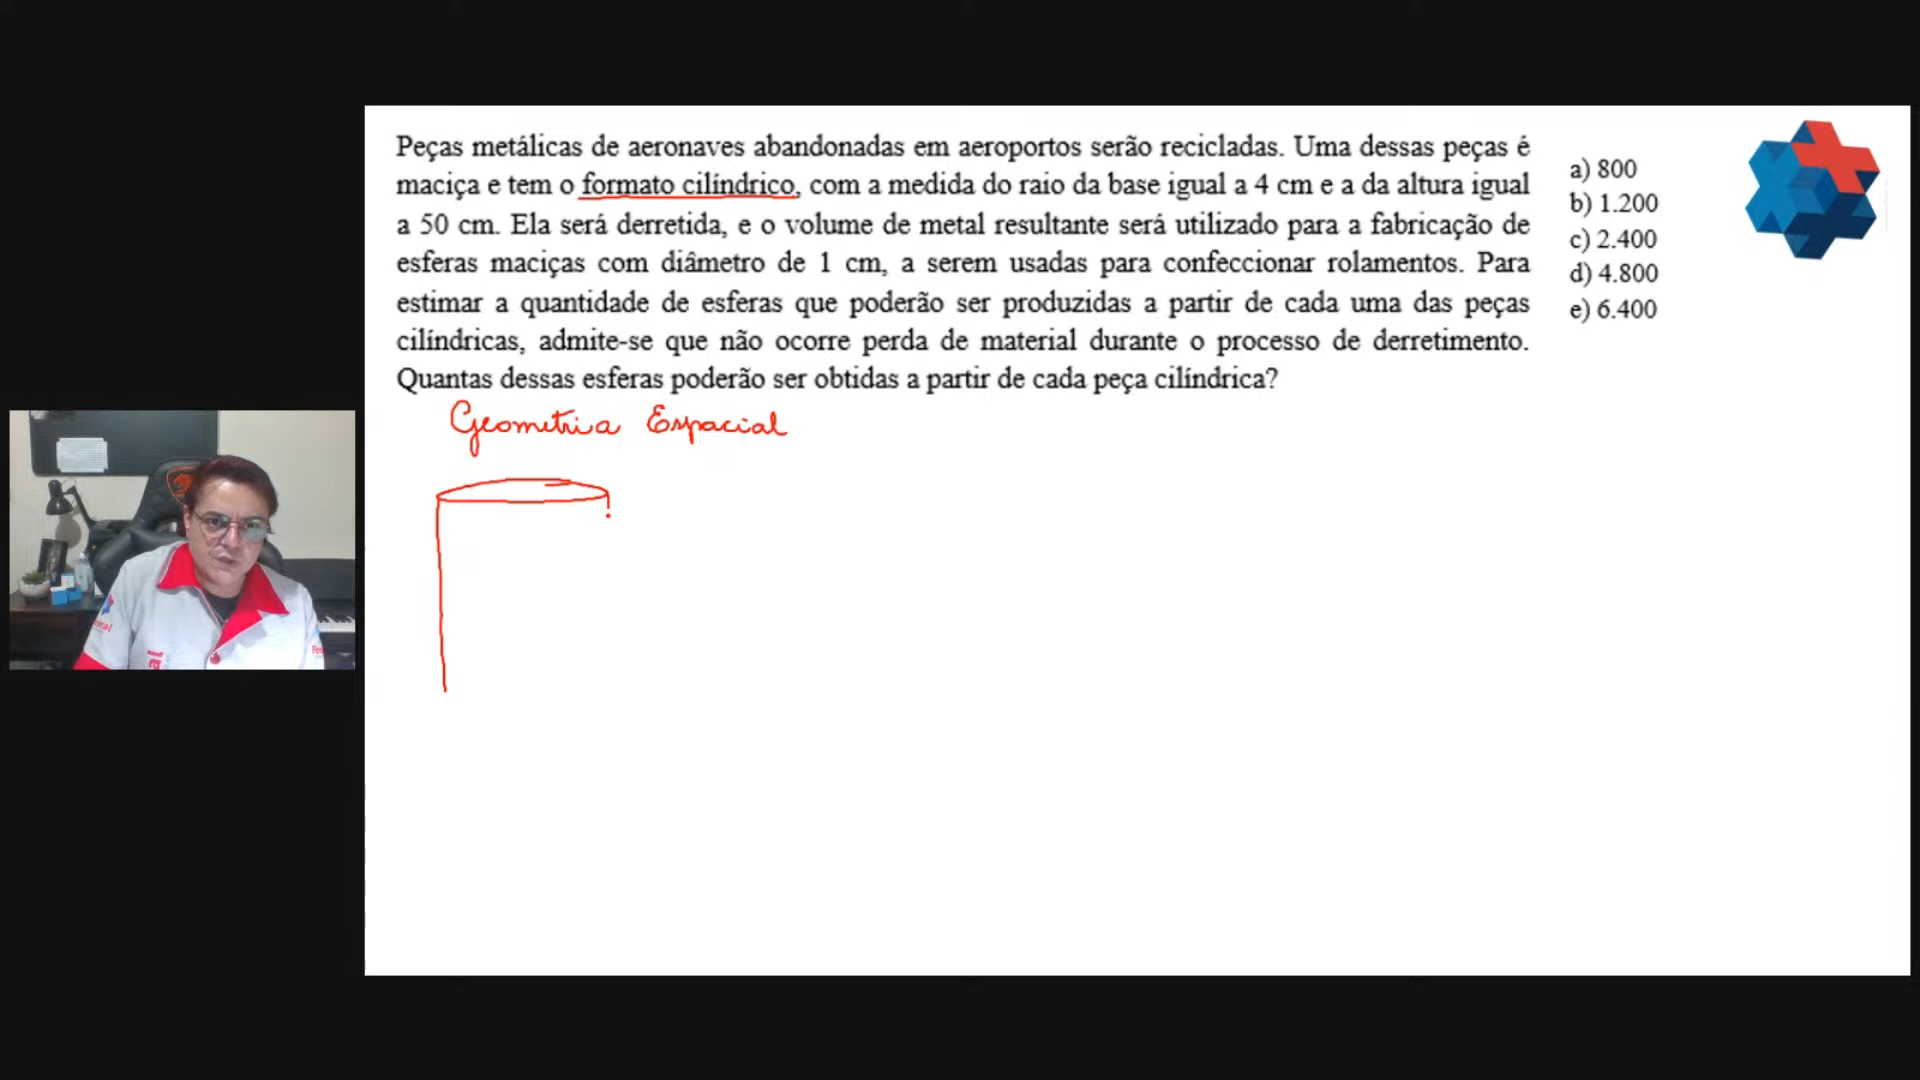 Peças metálicas de aeronaves abandonadas em aeroportos serão recicladas. Uma dessas peças é
maciça e tem o formato cilíndrico, com a medida do raio da base igual a 4 cm e a da altura igual
a 50 cm. Ela será derretida, e o volume de metal resultante será utilizado para a fabricação de
esferas maciças com diâmetro de 1 cm, a serem usadas para confeccionar rolamentos. Para
estimar a quantidade de esferas que poderão ser produzidas a partir de cada uma das peças
cilíndricas, admite-se que não ocorre perda de material durante o processo de derretimento.
Quantas dessas esferas poderão ser obtidas a partir de cada peça cilíndrica?
a) 800
b) 1.200
c) 2.400
d) 4.800
e) 6.400
Geometria Espacial